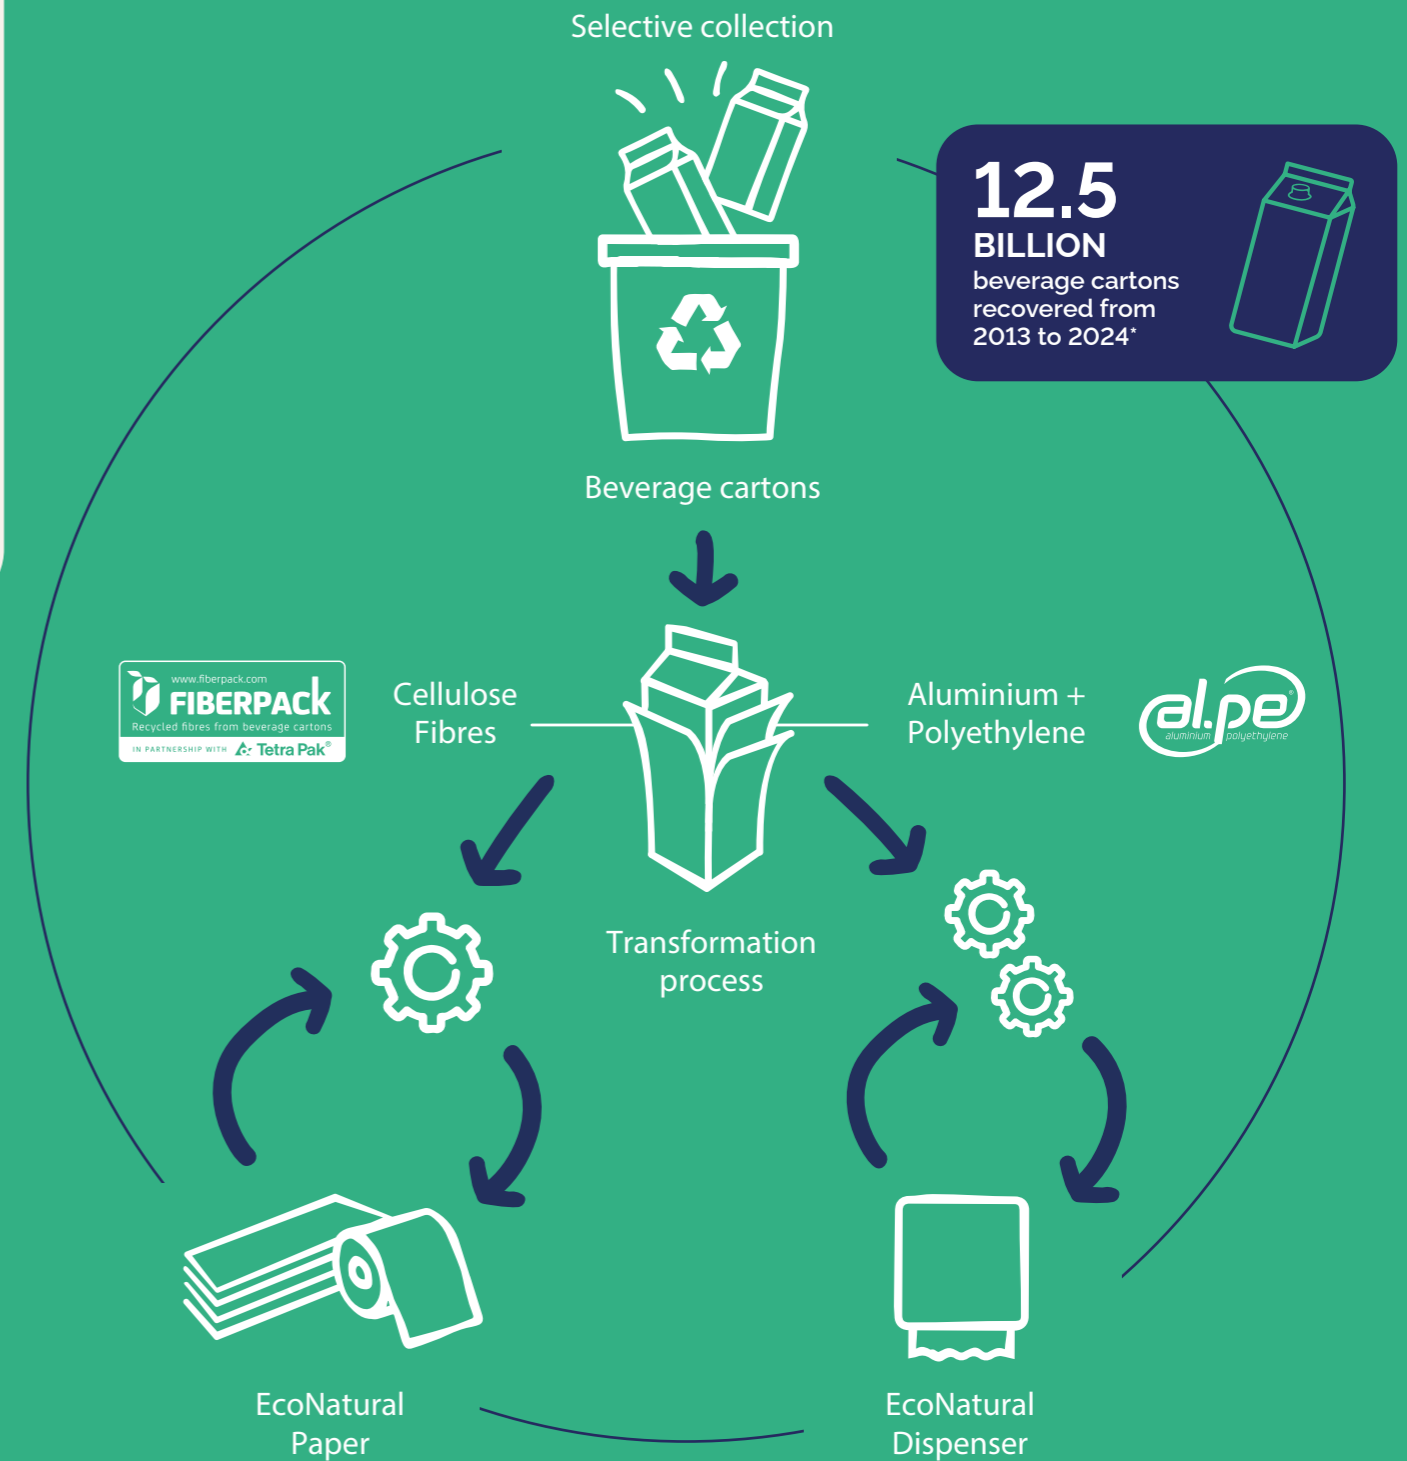 Selective collection
12.5
BILLION
beverage cartons
recovered from
2013 to 2024*
Beverage cartons
www.fiberpack.com
FIBERPACK
Recycled fibres from beverage cartons
IN PARTNERSHIP WITH Tetra Pak®
Cellulose
Fibres
Aluminium +
Polyethylene
al.pe®
aluminium polyethylene
Transformation
process
EcoNatural
Paper
EcoNatural
Dispenser